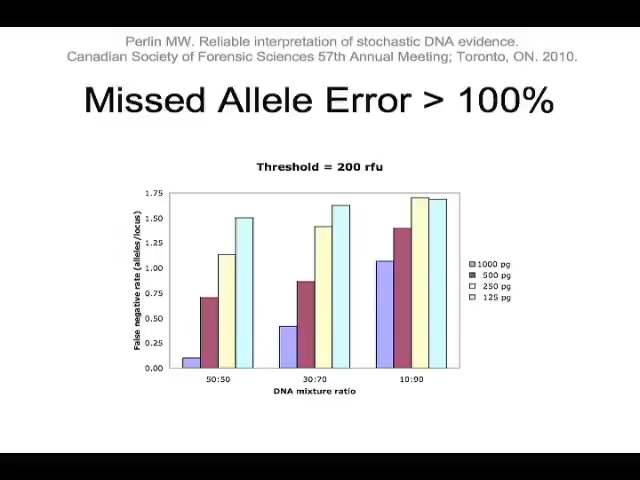 Perlin MW. Reliable interpretation of stochastic DNA evidence.
Canadian Society of Forensic Sciences 57th Annual Meeting; Toronto, ON. 2010.
Missed Allele Error > 100%
Threshold = 200 rfu
False negative rate (alleles/locus)
1.75
1.50
1.25
1.00
0.75
0.50
0.25
0.00
50:50
30:70
10:90
DNA mixture ratio
1000 pg
500 pg
250 pg
125 pg